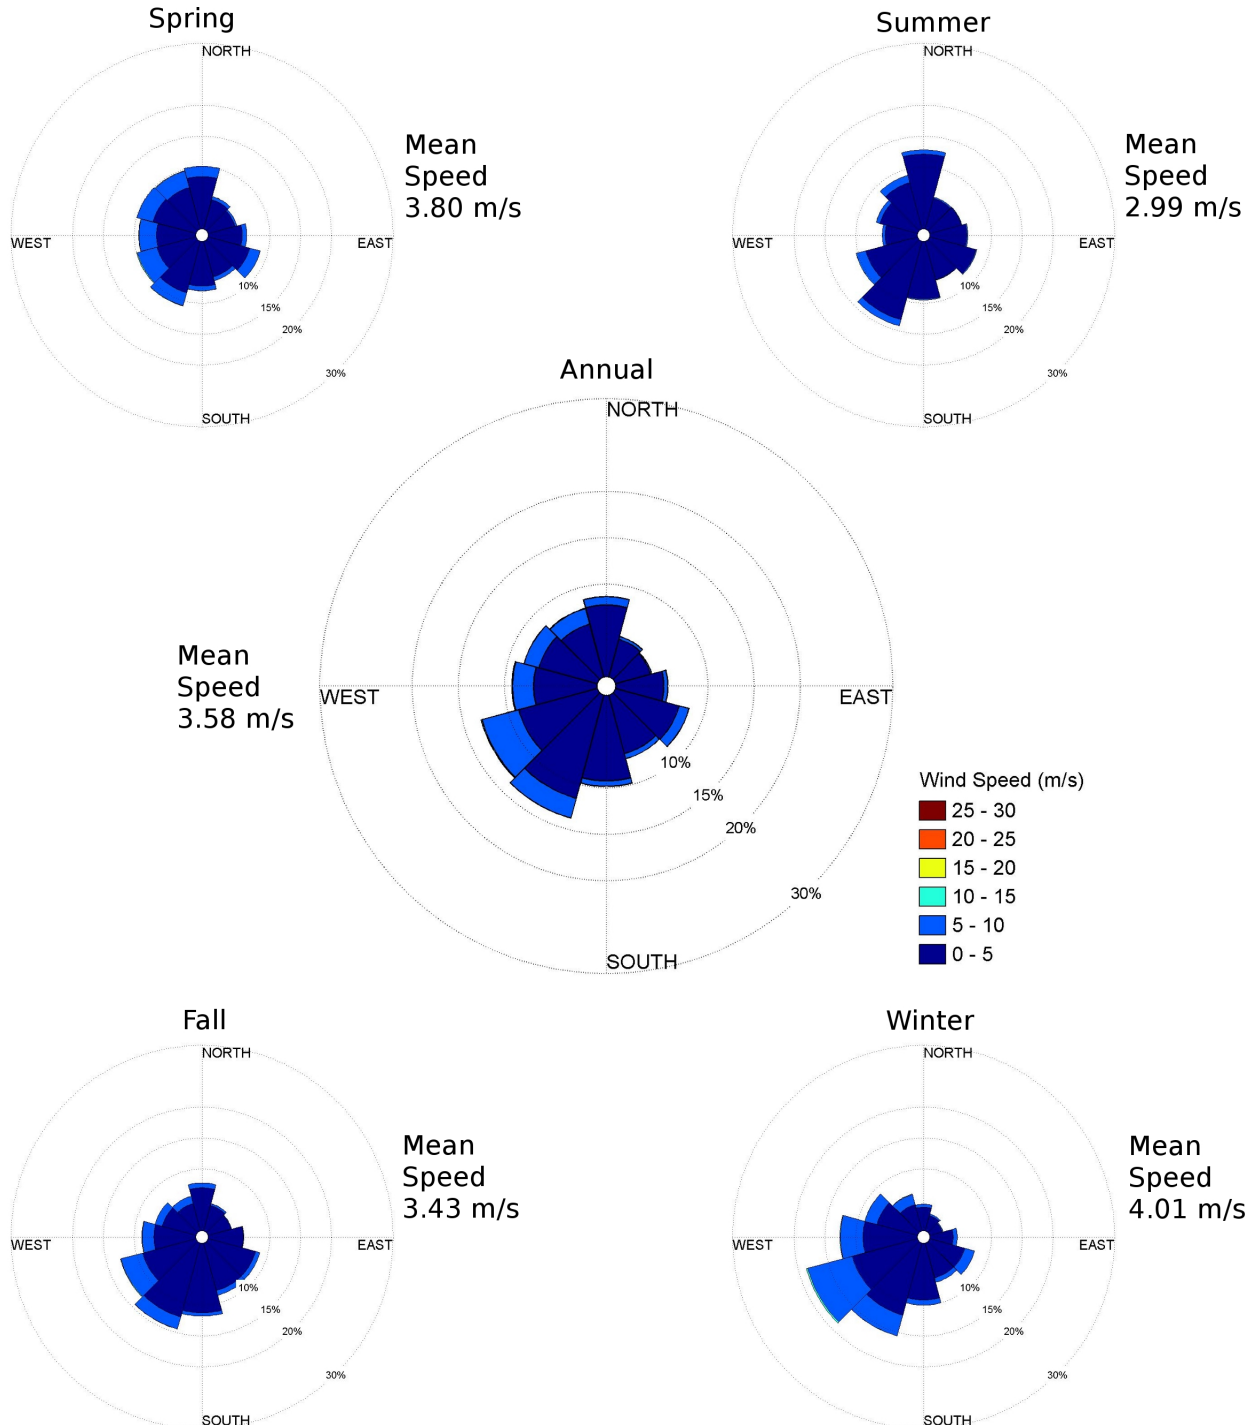 Spring
NORTH
WEST
EAST
SOUTH
10%
15%
20%
30%
Mean
Speed
3.80 m/s
Summer
NORTH
WEST
EAST
SOUTH
10%
15%
20%
30%
Mean
Speed
2.99 m/s
Annual
NORTH
WEST
EAST
SOUTH
10%
15%
20%
30%
Mean
Speed
3.58 m/s
Wind Speed (m/s)
25 - 30
20 - 25
15 - 20
10 - 15
5 - 10
0 - 5
Fall
NORTH
WEST
EAST
SOUTH
10%
15%
20%
30%
Mean
Speed
3.43 m/s
Winter
NORTH
WEST
EAST
SOUTH
10%
15%
20%
30%
Mean
Speed
4.01 m/s